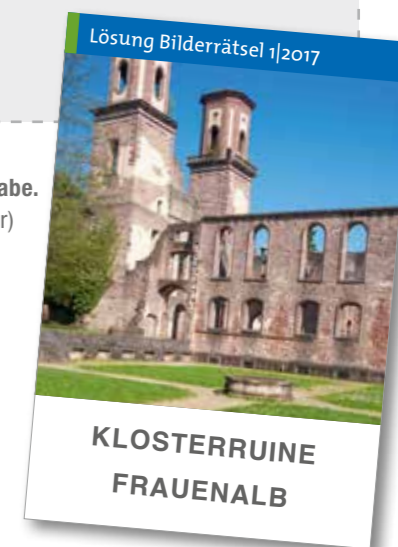 Lösung Bilderrätsel 1|2017
abe.
r)
KLOSTERRUINE
FRAUENALB